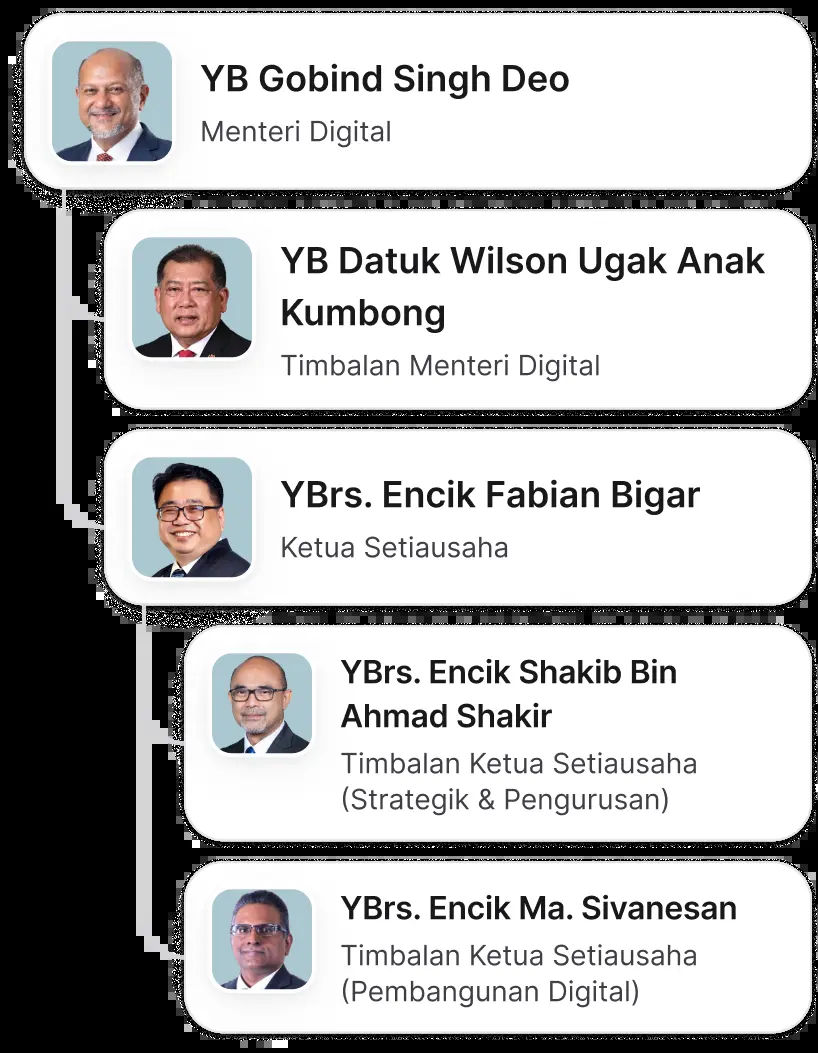 YB Gobind Singh Deo
Menteri Digital
YB Datuk Wilson Ugak Anak
Kumbong
Timbalan Menteri Digital
YBrs. Encik Fabian Bigar
Ketua Setiausaha
YBrs. Encik Shakib Bin
Ahmad Shakir
Timbalan Ketua Setiausaha
(Strategik & Pengurusan)
YBrs. Encik Ma. Sivanesan
Timbalan Ketua Setiausaha
(Pembangunan Digital)